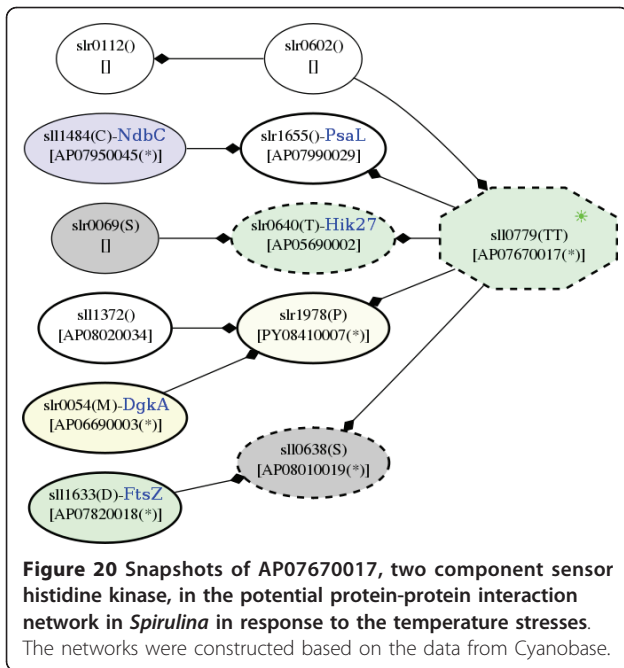 slr0112()
[]
slr0602()
[]
sll1484(C)-NdbC
[AP07950045(*)]
slr1655()-PsaL
[AP07990029]
sll0779(TT)
[AP07670017(*)]
slr0069(S)
[]
slr0640(T)-Hik27
[AP05690002]
sll1372()
[AP08020034]
slr1978(P)
[PY08410007(*)]
slr0054(M)-DgkA
[AP06690003(*)]
sll0638(S)
[AP08010019(*)]
sll1633(D)-FtsZ
[AP07820018(*)]
Figure 20 Snapshots of AP07670017, two component sensor
histidine kinase, in the potential protein-protein interaction
network in Spirulina in response to the temperature stresses.
The networks were constructed based on the data from Cyanobase.